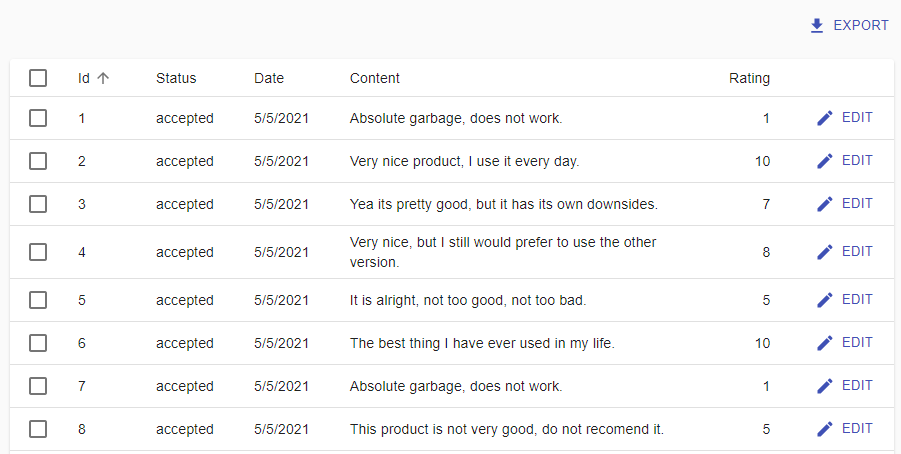 EXPORT
Id Status Date Content Rating
1 accepted 5/5/2021 Absolute garbage, does not work. 1 EDIT
2 accepted 5/5/2021 Very nice product, I use it every day. 10 EDIT
3 accepted 5/5/2021 Yea its pretty good, but it has its own downsides. 7 EDIT
4 accepted 5/5/2021 Very nice, but I still would prefer to use the other 8 EDIT
version.
5 accepted 5/5/2021 It is alright, not too good, not too bad. 5 EDIT
6 accepted 5/5/2021 The best thing I have ever used in my life. 10 EDIT
7 accepted 5/5/2021 Absolute garbage, does not work. 1 EDIT
8 accepted 5/5/2021 This product is not very good, do not recomend it. 5 EDIT